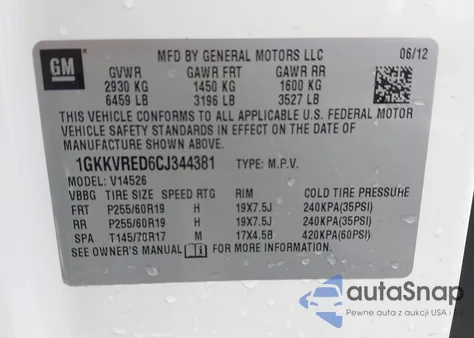 GM
MFD BY GENERAL MOTORS LLC 06/12
GVWR GAWR FRT GAWR RR
2930 KG 1450 KG 1600 KG
6459 LB 3196 LB 3527 LB
THIS VEHICLE CONFORMS TO ALL APPLICABLE U.S. FEDERAL MOTOR
VEHICLE SAFETY STANDARDS IN EFFECT ON THE DATE OF
MANUFACTURE SHOWN ABOVE.
1GKKVRED6CJ344381 TYPE: M.P.V.
MODEL: V14526
VBBG TIRE SIZE SPEED RTG RIM COLD TIRE PRESSURE
FRT P255/60R19 H 19X7.5J 240KPA(35PSI)
RR P255/60R19 H 19X7.5J 240KPA(35PSI)
SPA T145/70R17 M 17X4.5B 420KPA(60PSI)
SEE OWNER'S MANUAL FOR MORE INFORMATION.
autoSnap
Pewne auta z aukcji USA i UZ